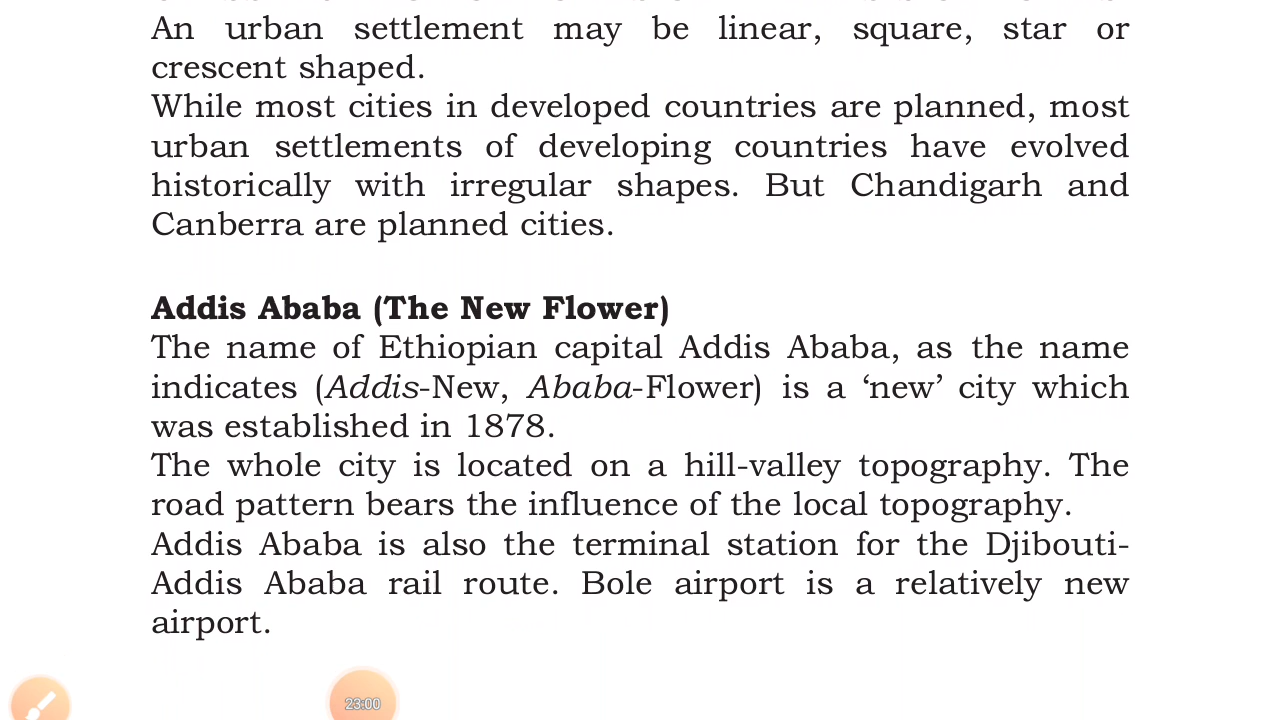 An urban settlement may be linear, square, star or
crescent shaped.
While most cities in developed countries are planned, most
urban settlements of developing countries have evolved
historically with irregular shapes. But Chandigarh and
Canberra are planned cities.
Addis Ababa (The New Flower)
The name of Ethiopian capital Addis Ababa, as the name
indicates (Addis-New, Ababa-Flower) is a ‘new’ city which
was established in 1878.
The whole city is located on a hill-valley topography. The
road pattern bears the influence of the local topography.
Addis Ababa is also the terminal station for the Djibouti-
Addis Ababa rail route. Bole airport is a relatively new
airport.
23:00